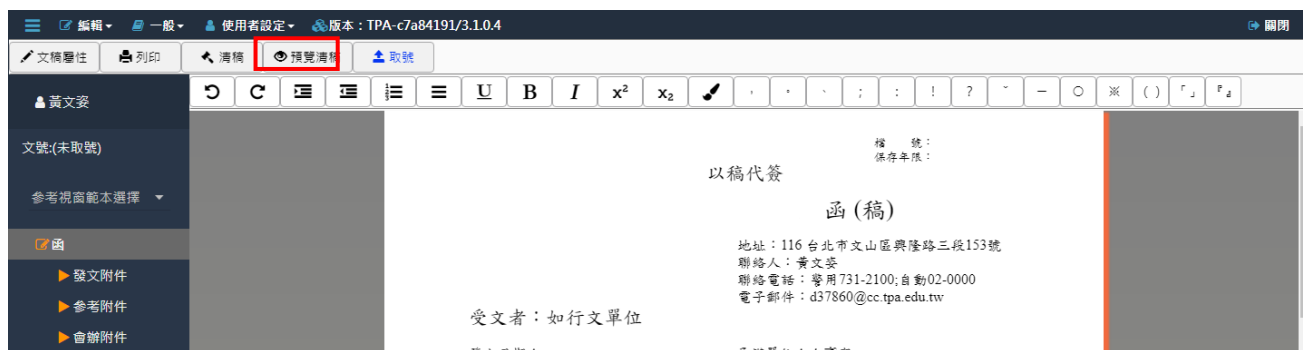 編輯 一般 使用者設定 版本：TPA-c7a84191/3.1.0.4 關閉
文稿屬性 列印 清稿 預覽清稿 取號
黃文姿 U B I x² x₂ , 。 、 ; : ! ? ˇ － ○ ※ ( ) 「」 『』
文號:(未取號)
檔 號：
保存年限：
以稿代簽
參考視窗範本選擇
函 (稿)
函
地址：116 台北市文山區興隆路三段153號
聯絡人：黃文姿
發文附件
聯絡電話：警用731-2100;自動02-0000
電子郵件：d37860@cc.tpa.edu.tw
參考附件
受文者：如行文單位
會辦附件